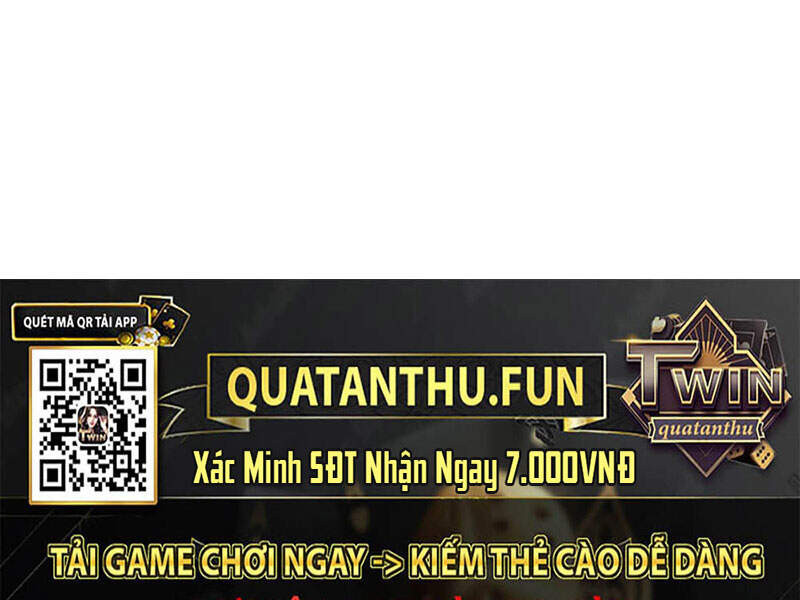 QUÉT MÃ QR TẢI APP
TWIN
QUATANTHU.FUN
TWIN
quatanthu
Xác Minh SĐT Nhận Ngay 7.000VNĐ
TẢI GAME CHƠI NGAY -> KIẾM THẺ CÀO DỄ DÀNG